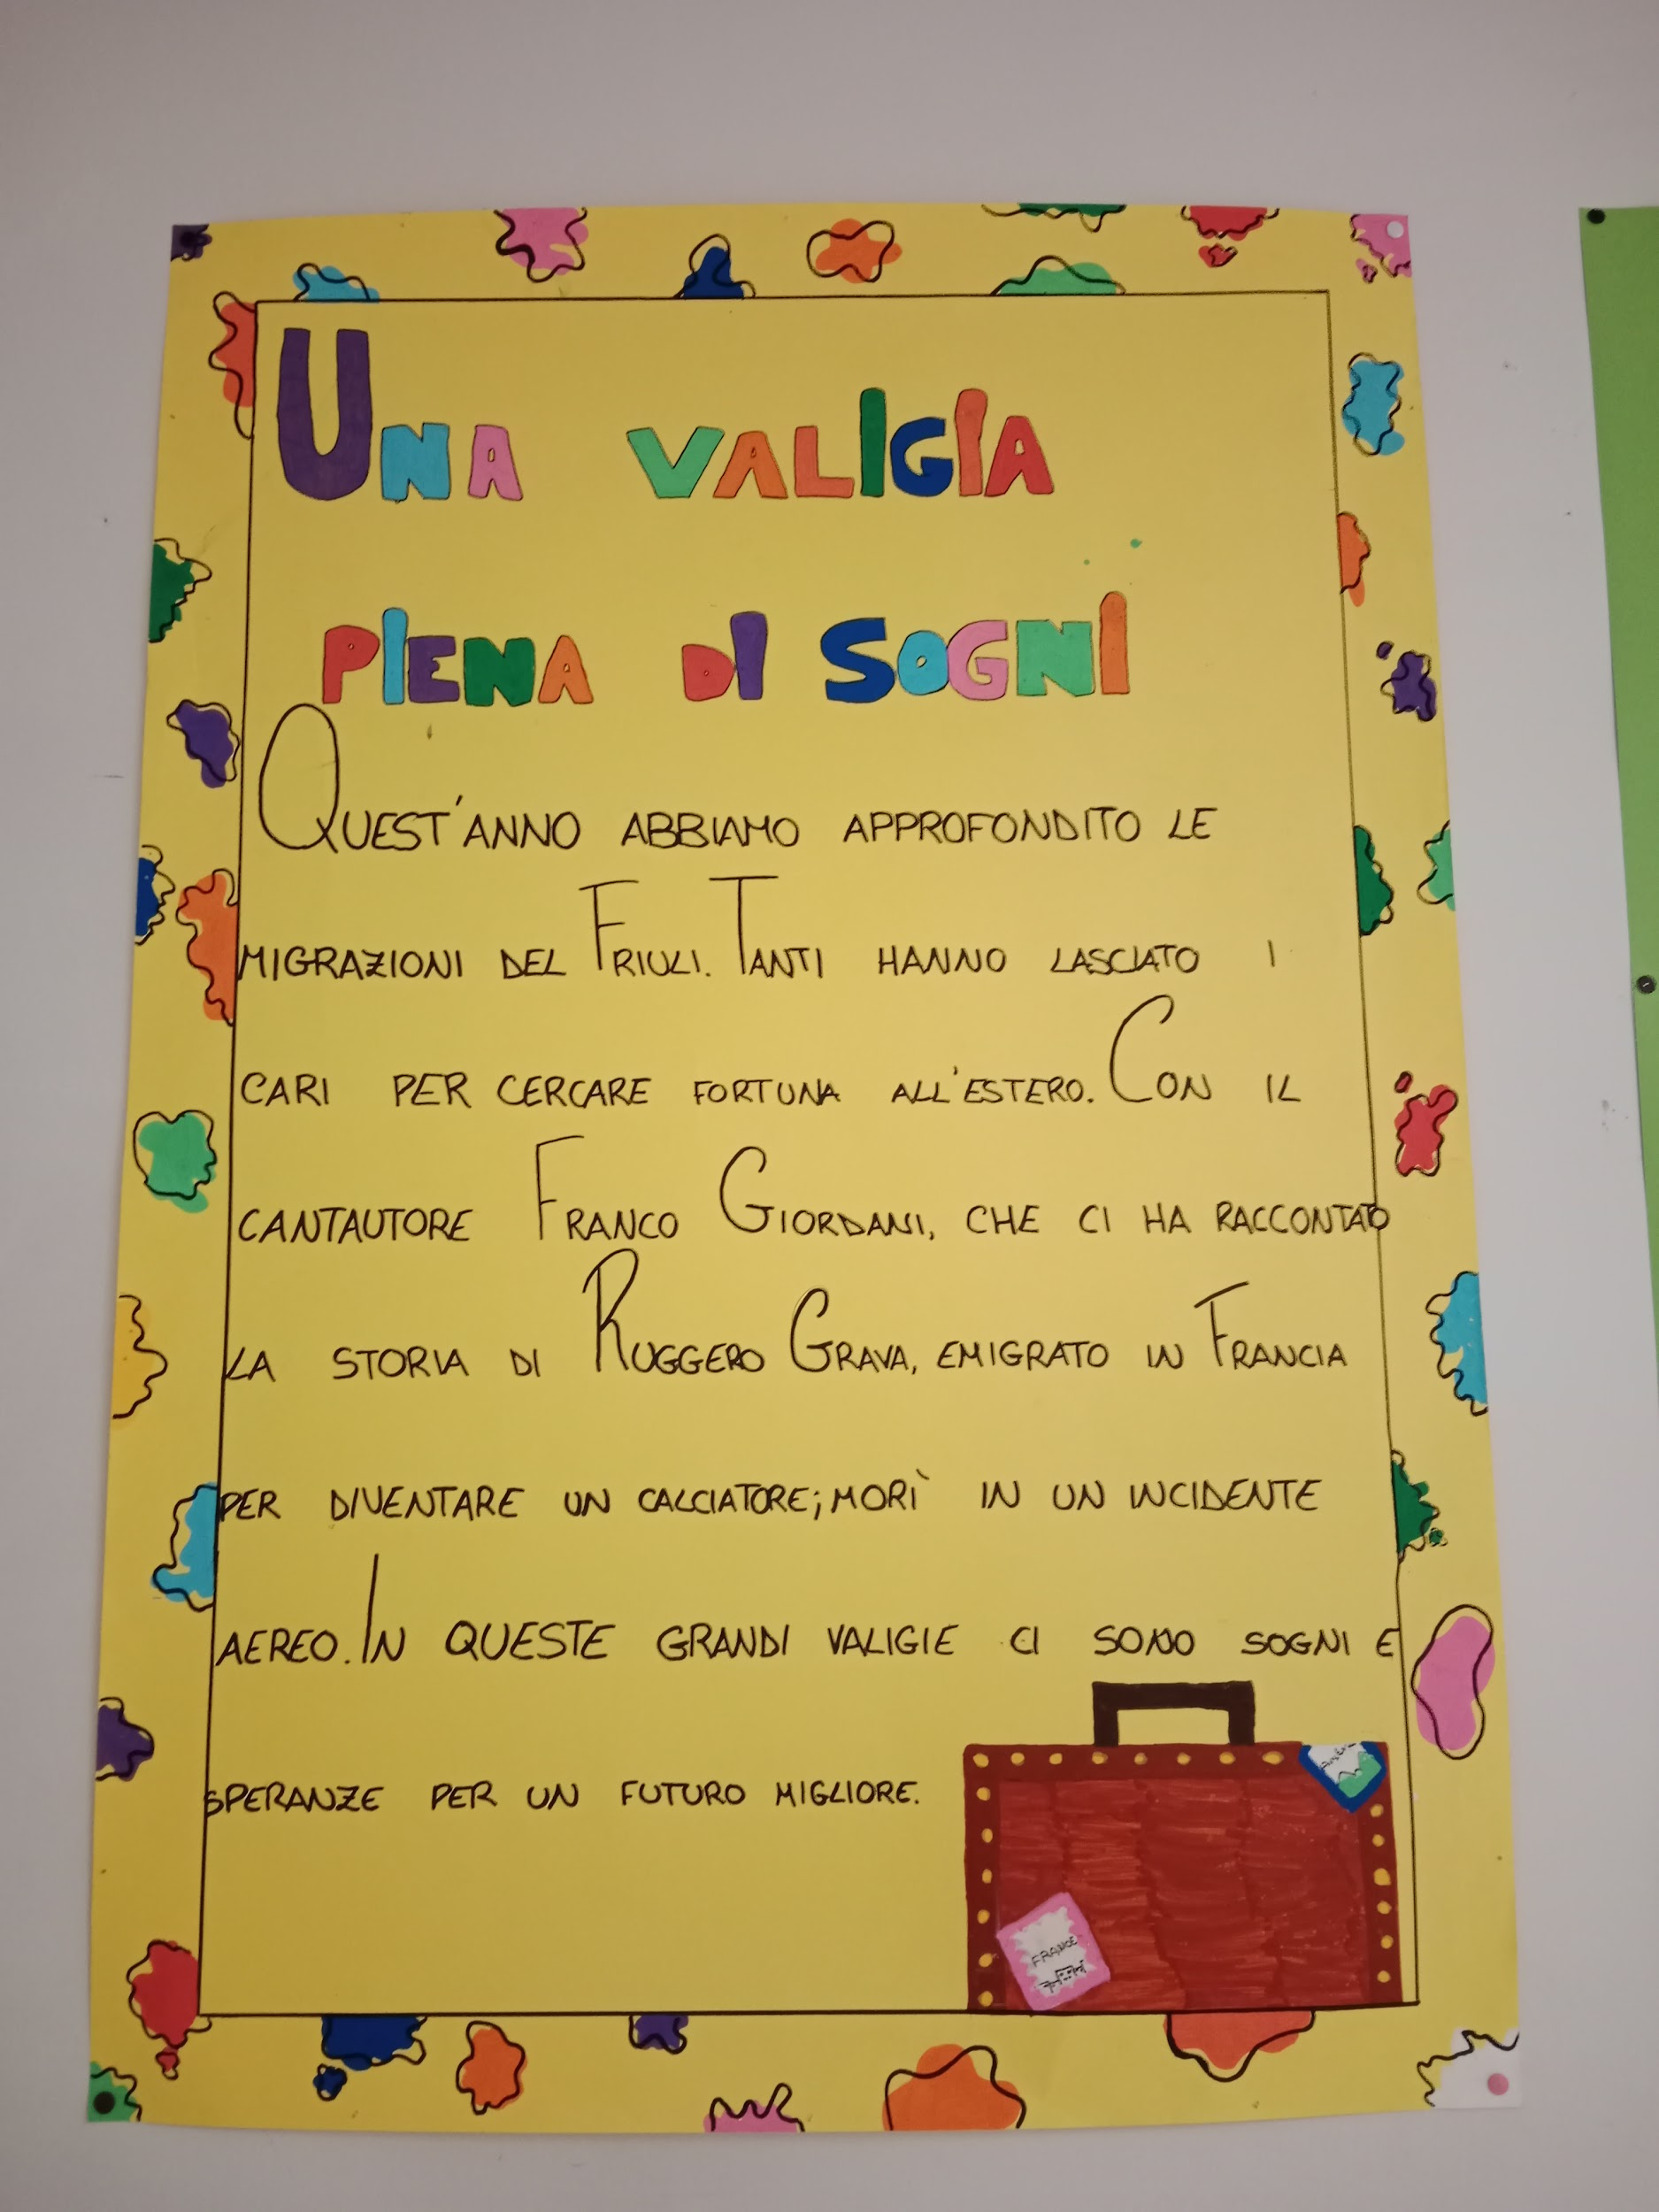 UNA VALIGIA
PIENA DI SOGNI
QUEST'ANNO ABBIAMO APPROFONDITO LE
MIGRAZIONI DEL FRIULI. TANTI HANNO LASCIATO I
CARI PER CERCARE FORTUNA ALL'ESTERO. CON IL
CANTAUTORE FRANCO GIORDANI, CHE CI HA RACCONTATO
LA STORIA DI RUGGERO GRAVA, EMIGRATO IN FRANCIA
PER DIVENTARE UN CALCIATORE; MORÌ IN UN INCIDENTE
AEREO. IN QUESTE GRANDI VALIGIE CI SONO SOGNI E
SPERANZE PER UN FUTURO MIGLIORE.
FRANCE